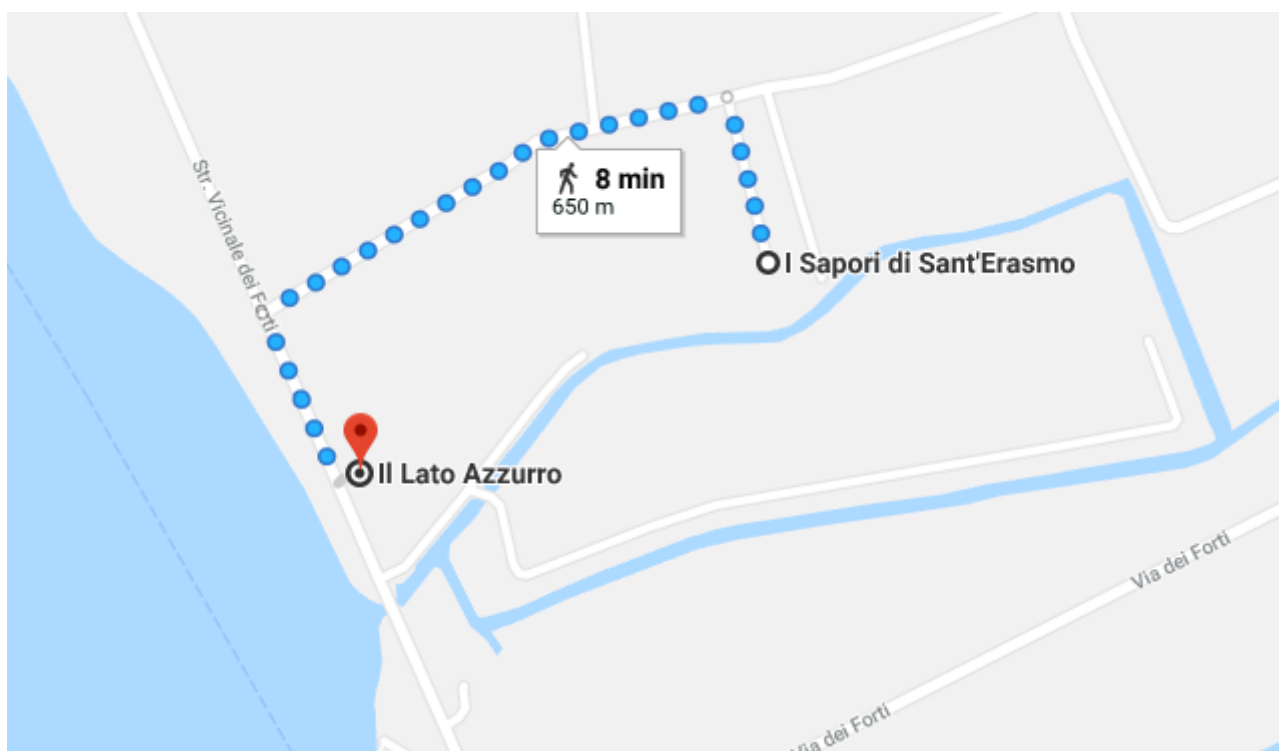 Str. Vicinale dei Forti
8 min
650 m
I Sapori di Sant'Erasmo
Il Lato Azzurro
Via dei Forti
Via dei Forti